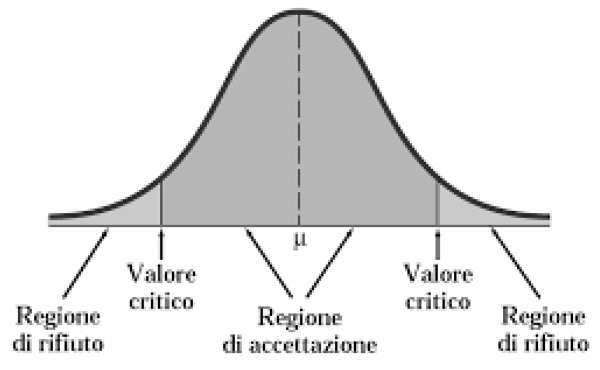 μ
Valore
critico
Valore
critico
Regione
di rifiuto
Regione
di accettazione
Regione
di rifiuto